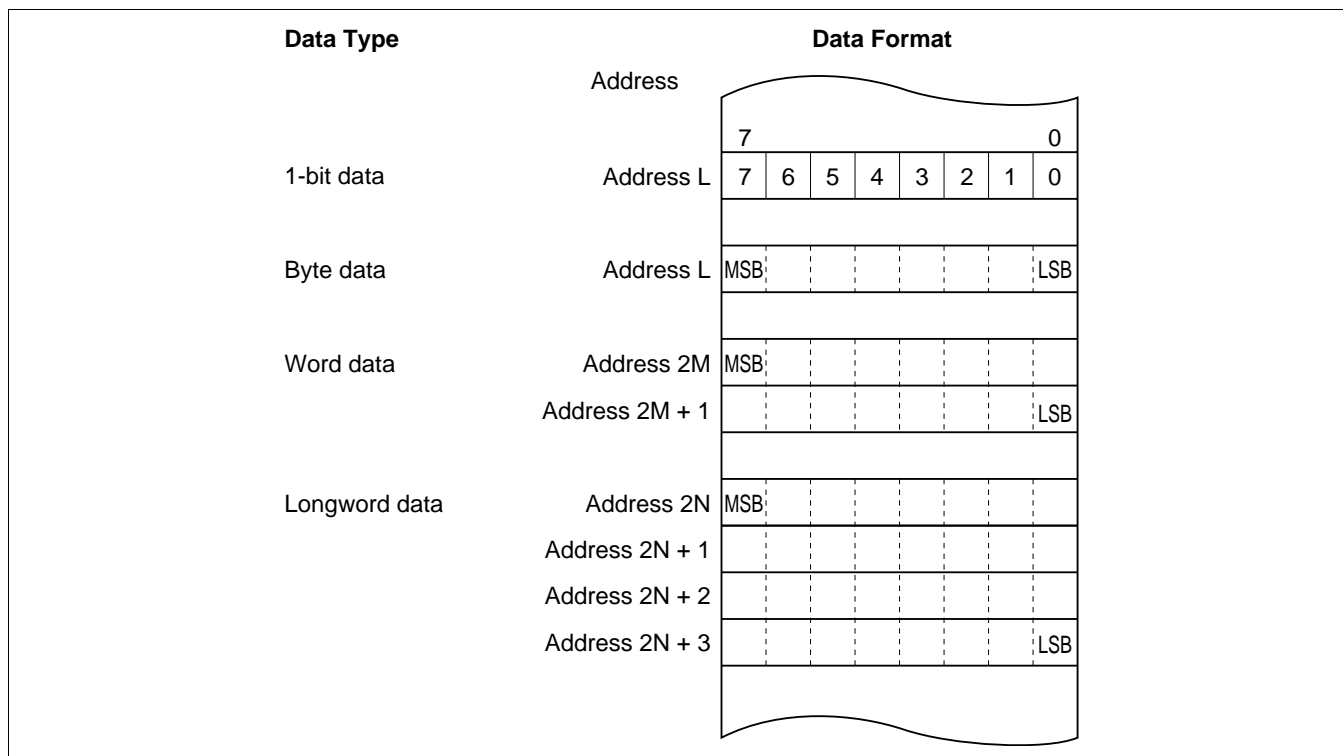 Data Type Data Format
Address
7 0
1-bit data Address L 7 6 5 4 3 2 1 0
Byte data Address L MSB LSB
Word data Address 2M MSB
Address 2M + 1 LSB
Longword data Address 2N MSB
Address 2N + 1
Address 2N + 2
Address 2N + 3 LSB